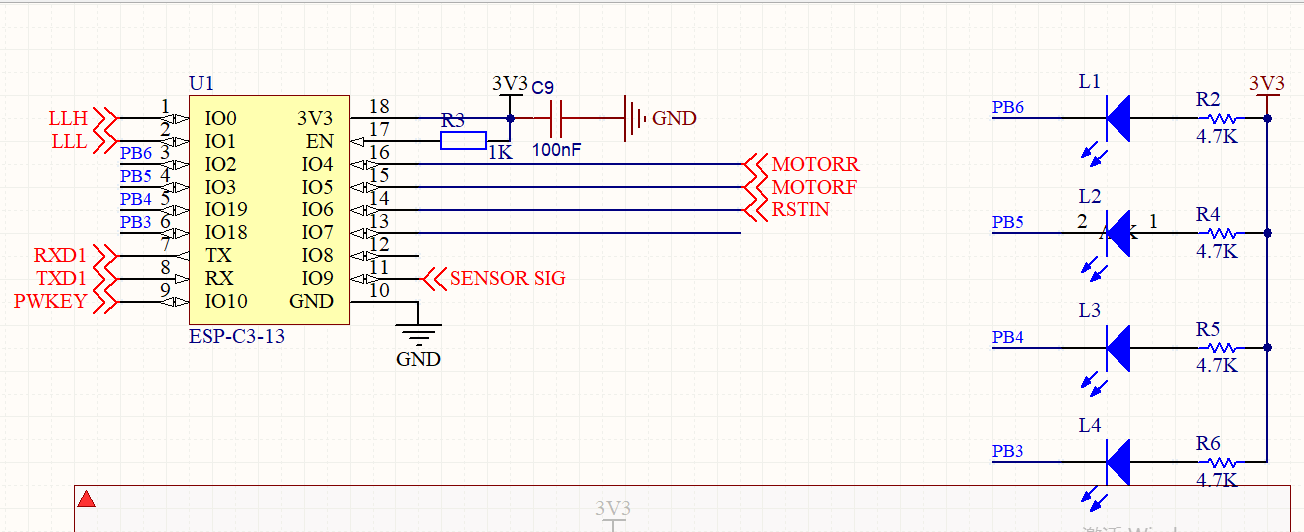 U1
3V3
C9
LLH
1
IO0
3V3
18
R3
GND
LLL
2
IO1
EN
17
1K
100nF
PB6
3
IO2
IO4
16
MOTORR
PB5
4
IO3
IO5
15
MOTORF
PB4
5
IO19
IO6
14
RSTIN
PB3
6
IO18
IO7
13
RXD1
7
TX
IO8
12
TXD1
8
RX
IO9
11
SENSOR SIG
PWKEY
9
IO10
GND
10
ESP-C3-13
GND
L1
3V3
PB6
R2
4.7K
L2
PB5
2
1
R4
4.7K
L3
PB4
R5
4.7K
L4
PB3
R6
4.7K
3V3